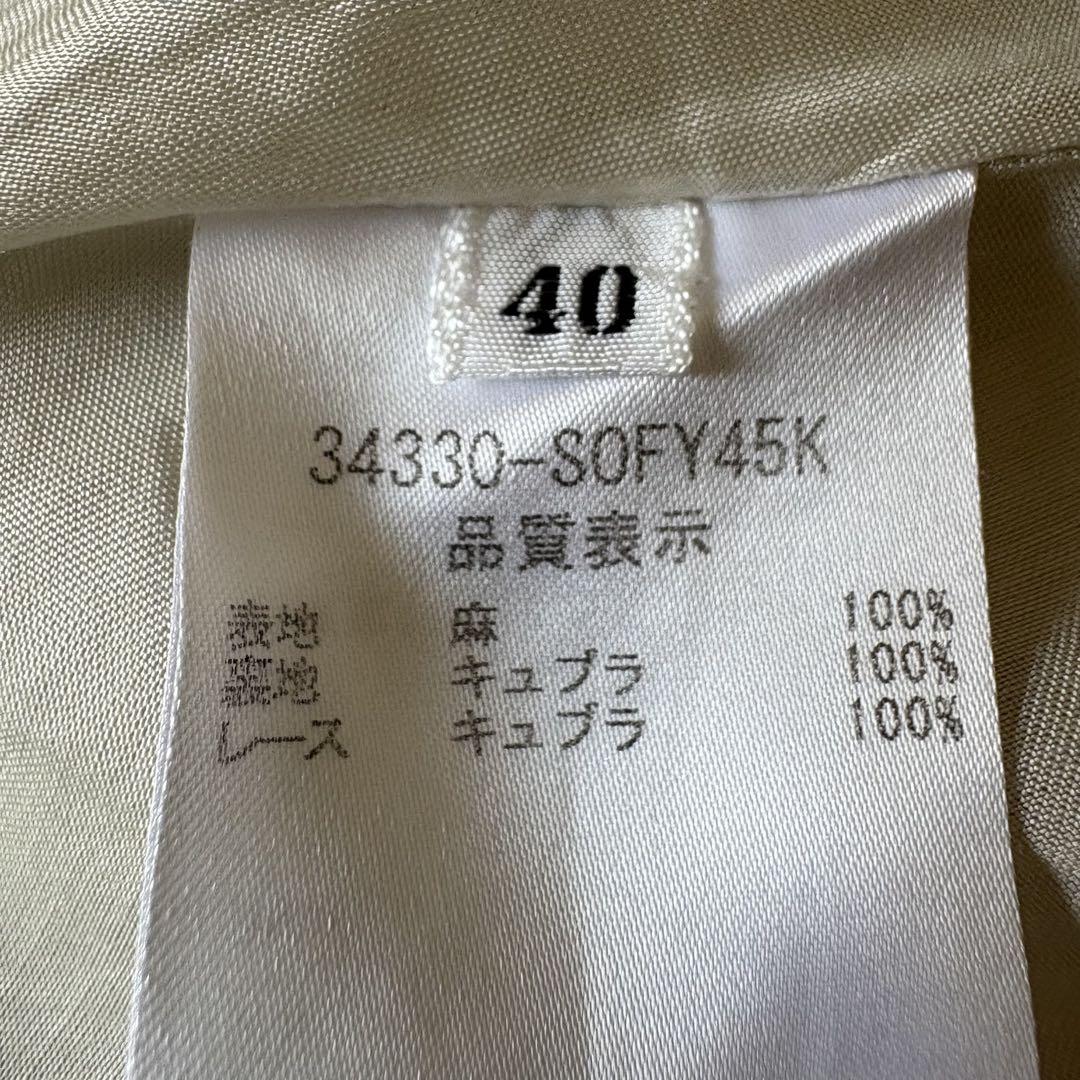 40
34330-SOFY45K
品質表示
表地 麻 100%
裏地 キュプラ 100%
レース キュプラ 100%